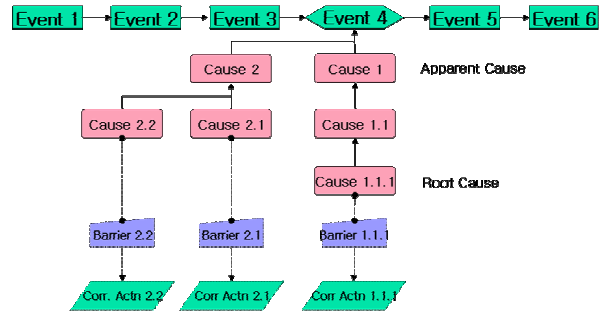 Event 1
Event 2
Event 3
Event 4
Event 5
Event 6
Cause 2
Cause 1
Apparent Cause
Cause 2.2
Cause 2.1
Cause 1.1
Cause 1.1.1
Root Cause
Barrier 2.2
Barrier 2.1
Barrier 1.1.1
Corr. Actn 2.2
Corr Actn 2.1
Corr Actn 1.1.1